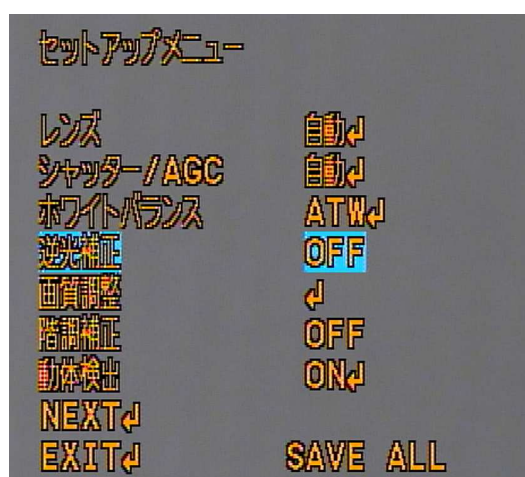 セットアップメニュー
レンズ 自動↲
シャッター/AGC 自動↲
ホワイトバランス ATW↲
逆光補正 OFF
画質調整 ↲
階調補正 OFF
動体検出 ON↲
NEXT↲
EXIT↲ SAVE ALL